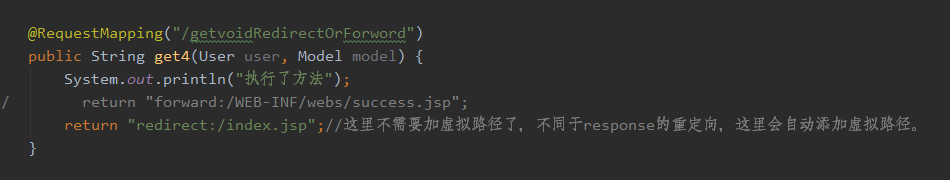 @RequestMapping("/getvoidRedirectOrForword")
public String get4(User user, Model model) {
System.out.println("执行了方法");
/ return "forward:/WEB-INF/webs/success.jsp";
return "redirect:/index.jsp";//这里不需要加虚拟路径了，不同于response的重定向，这里会自动添加虚拟路径。
}